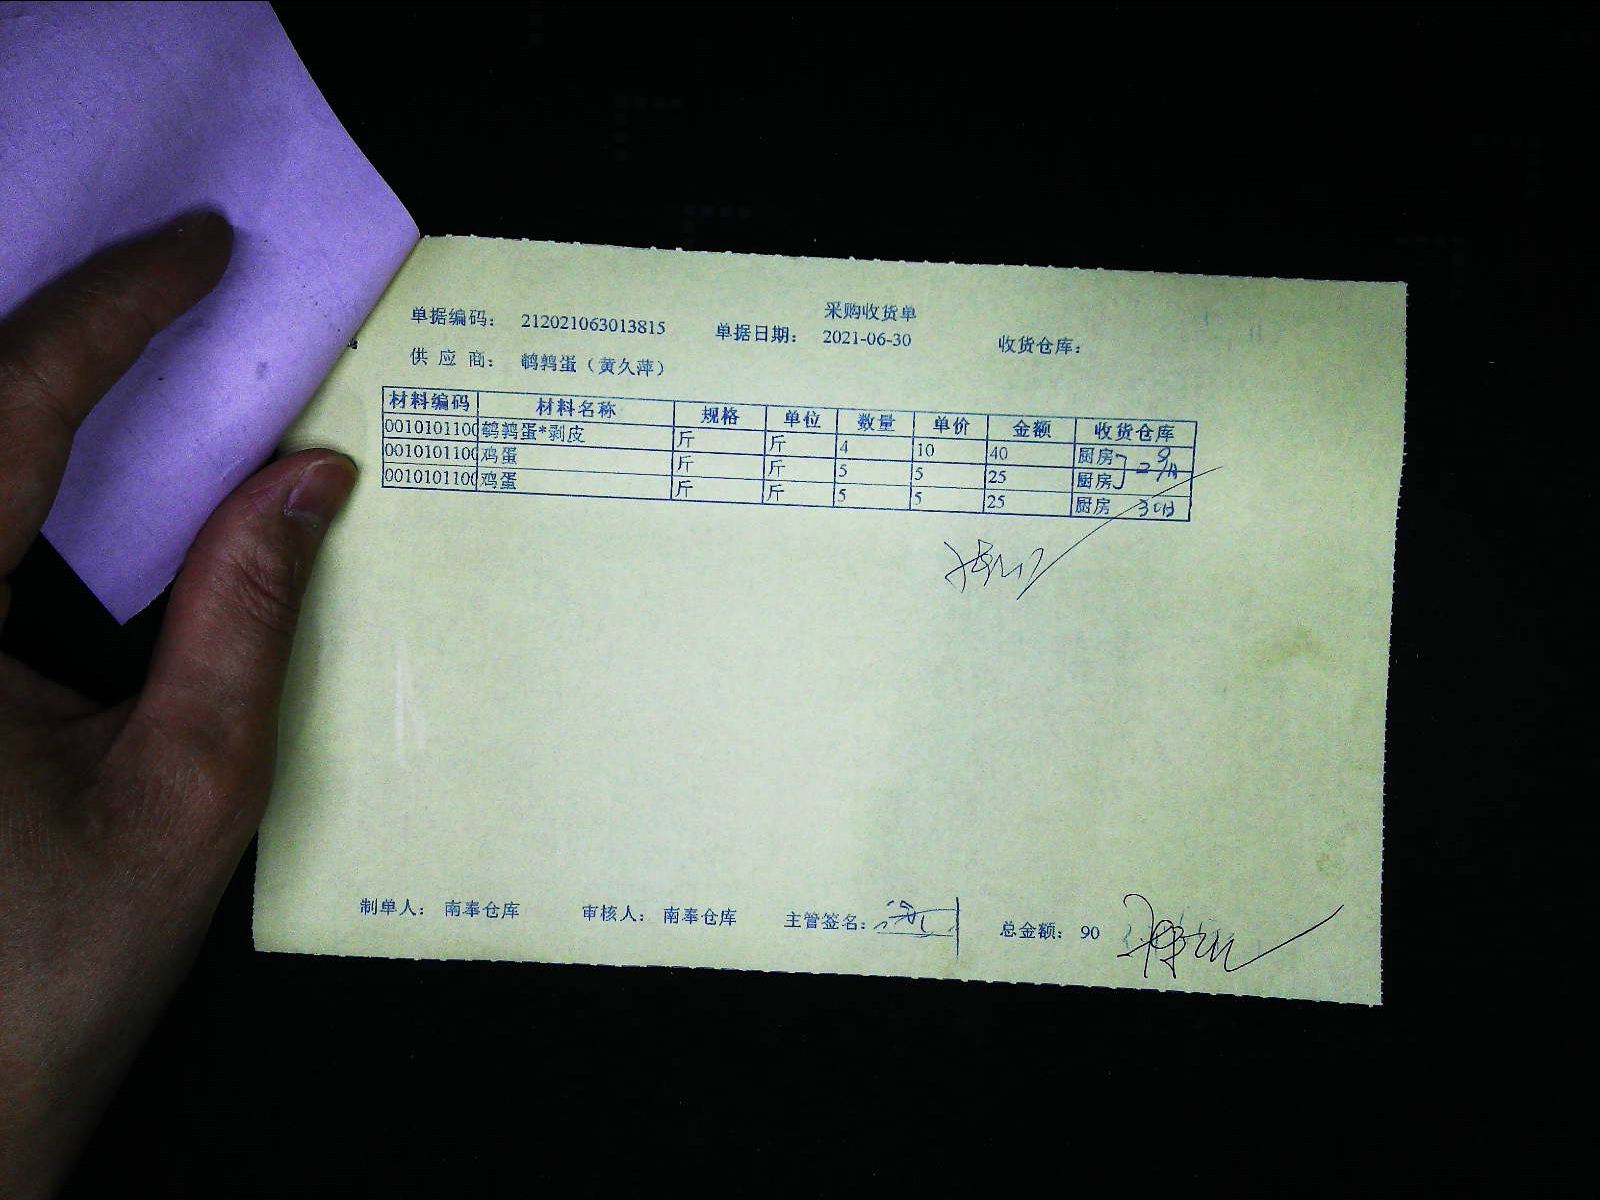 采购收货单
单据编码: 212021063013815 单据日期: 2021-06-30 收货仓库:
供应商: 鹌鹑蛋（黄久萍）
材料编码 材料名称 规格 单位 数量 单价 金额 收货仓库
0010101100 鹌鹑蛋*剥皮 斤 斤 4 10 40 厨房
0010101100 鸡蛋 斤 斤 5 5 25 厨房
0010101100 鸡蛋 斤 斤 5 5 25 厨房 30日
制单人: 南奉仓库 审核人: 南奉仓库 主管签名: 总金额: 90